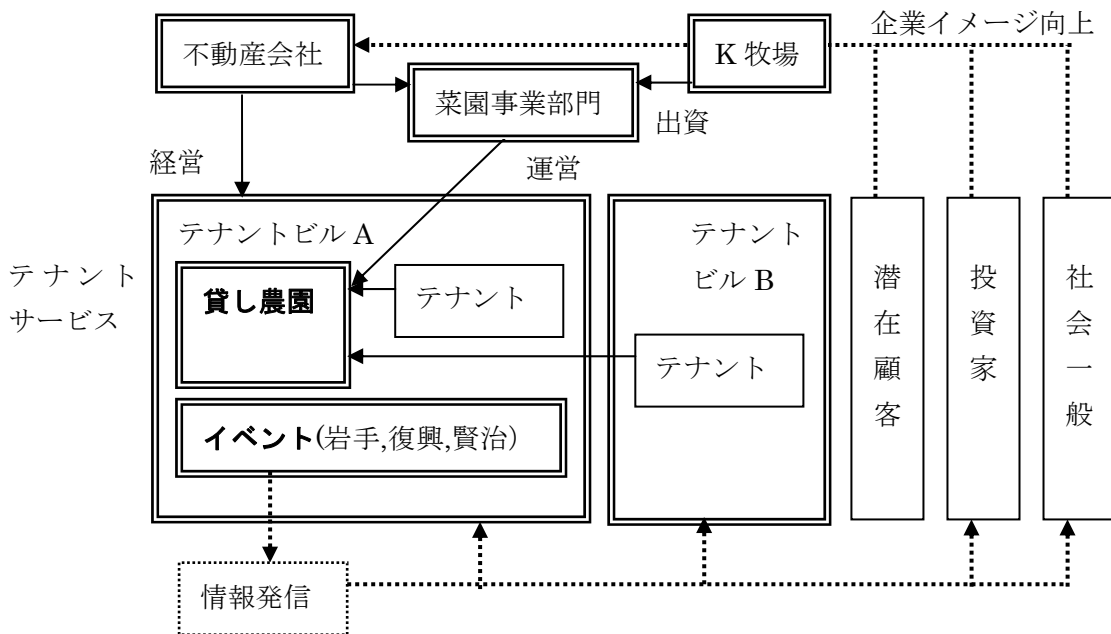 企業イメージ向上
不動産会社
K 牧場
菜園事業部門
出資
経営
運営
テナントビル A
テナント
ビル B
テナント
サービス
貸し農園
テナント
テナント
イベント(岩手,復興,賢治)
潜在顧客
投資家
社会一般
情報発信